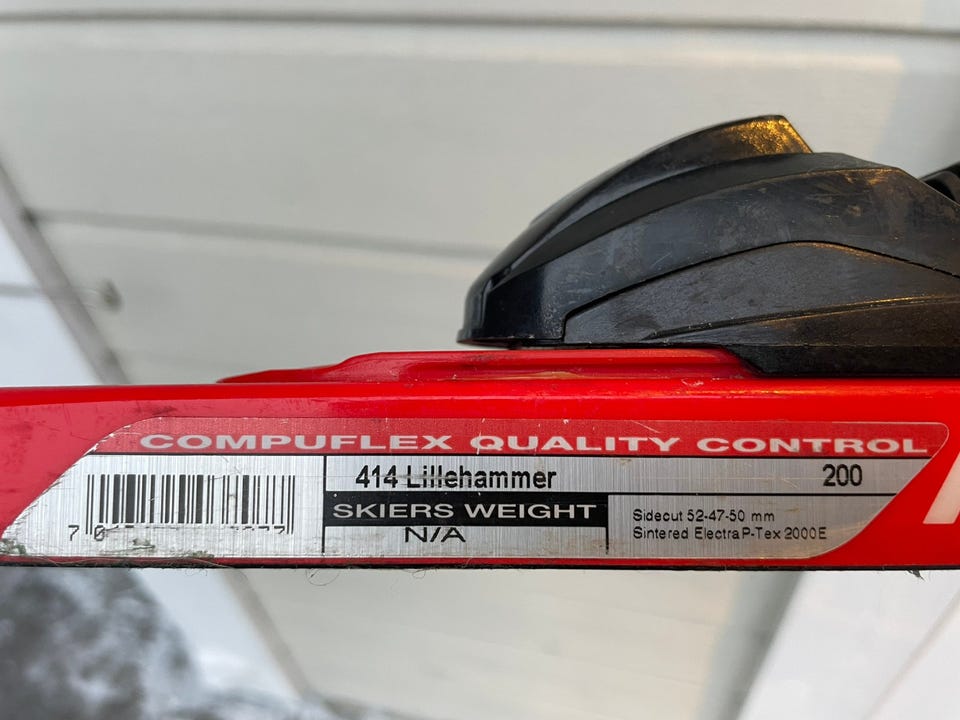 COMPUFLEX QUALITY CONTROL
414 Lillehammer 200
SKIERS WEIGHT
N/A
Sidecut 52-47-50 mm
Sintered Electra P-Tex 2000E